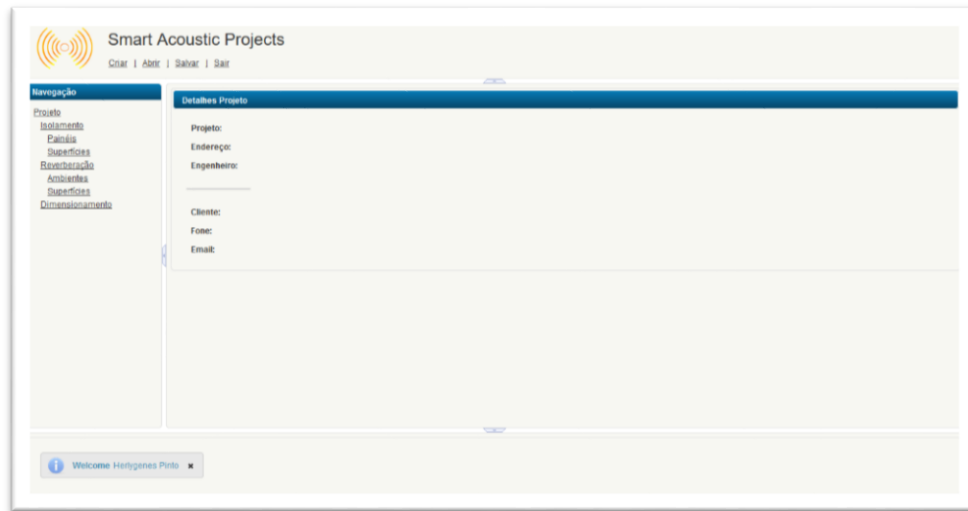 Smart Acoustic Projects
Criar | Abrir | Salvar | Sair
Navegação
Projeto
Isolamento
Painéis
Superfícies
Reverberação
Ambientes
Superfícies
Dimensionamento
Detalhes Projeto
Projeto:
Endereço:
Engenheiro:
Cliente:
Fone:
Email:
Welcome Herlygenes Pinto